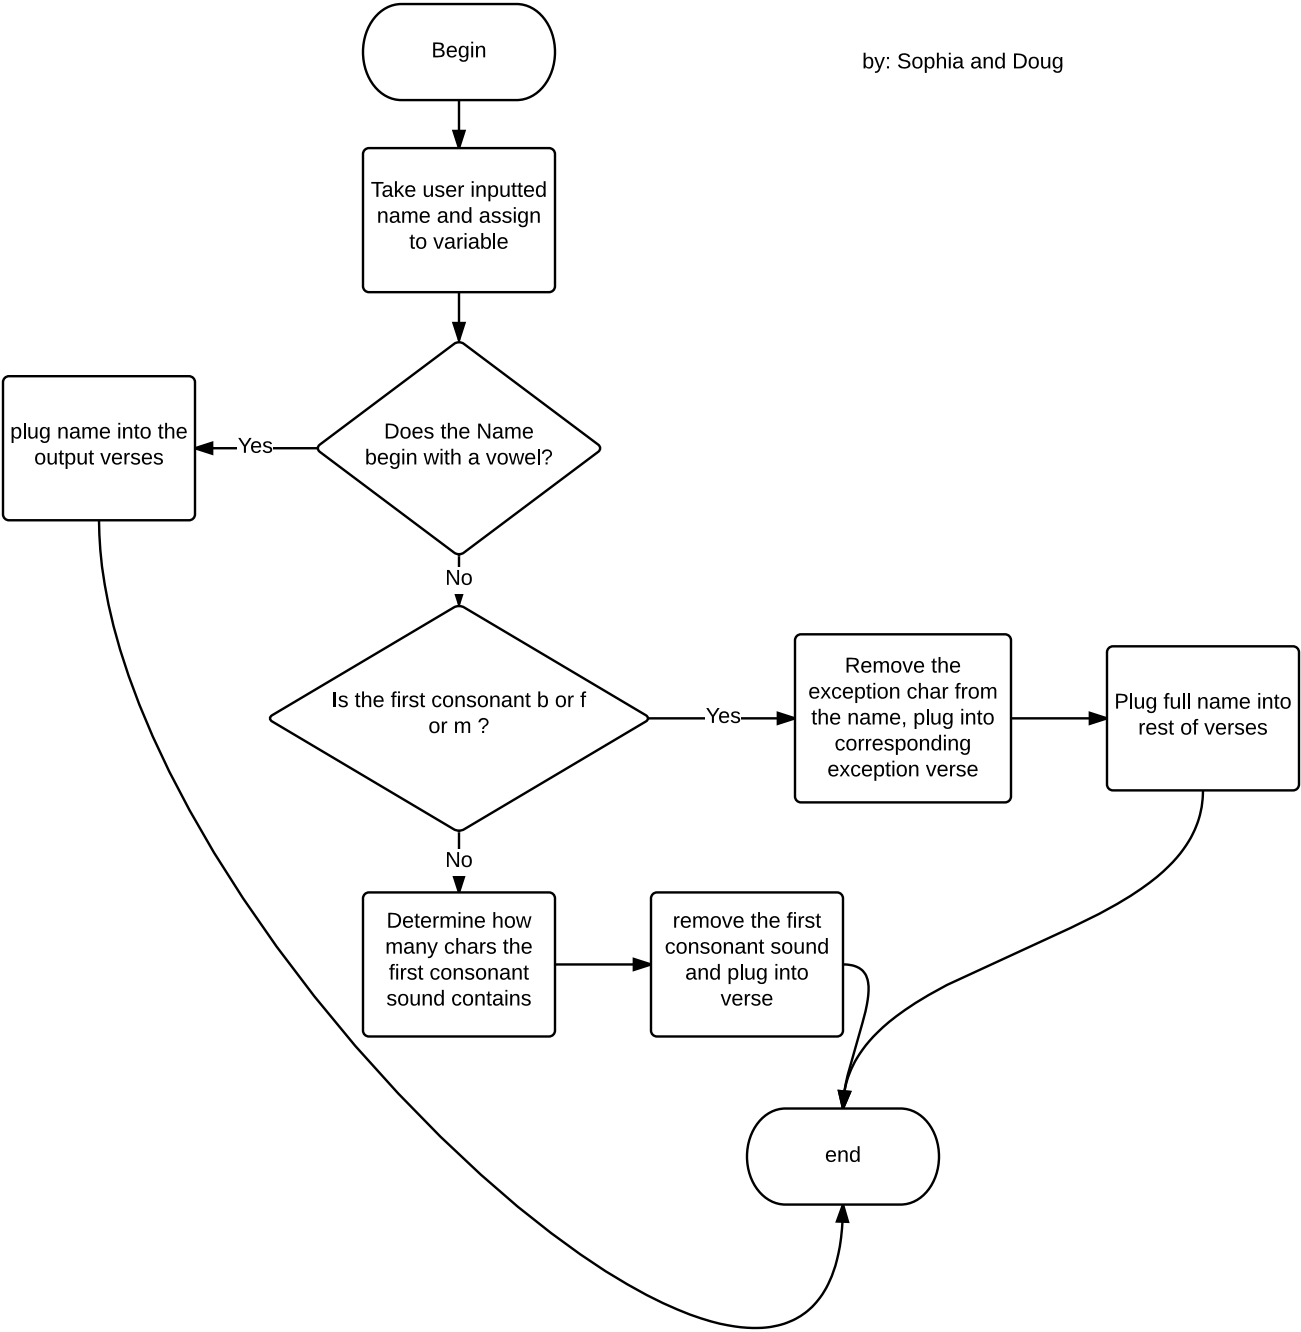 Begin
by: Sophia and Doug
Take user inputted
name and assign
to variable
Does the Name
begin with a vowel?
Yes
plug name into the
output verses
No
Is the first consonant b or f
or m ?
Yes
Remove the
exception char from
the name, plug into
corresponding
exception verse
Plug full name into
rest of verses
No
Determine how
many chars the
first consonant
sound contains
remove the first
consonant sound
and plug into
verse
end